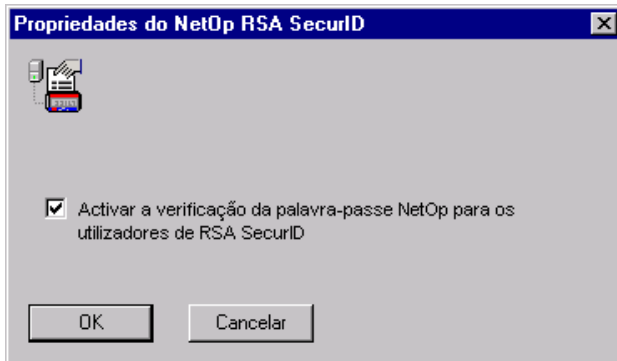 Propriedades do NetOp RSA SecurID
Activar a verificação da palavra-passe NetOp para os
utilizadores de RSA SecurID
OK
Cancelar